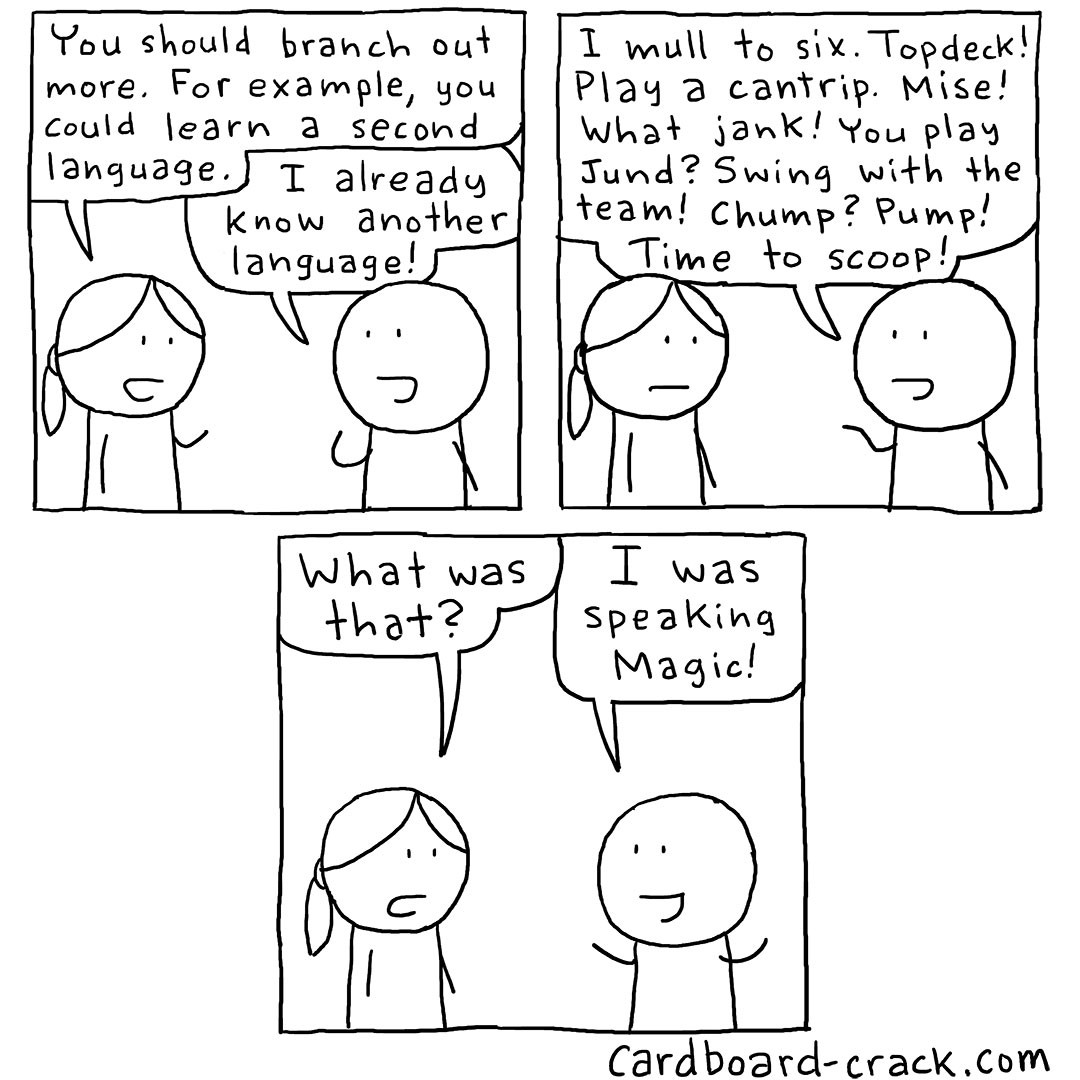 You should branch out
more. For example, you
could learn a second
language.
I already
know another
language!
I mull to six. Topdeck!
Play a cantrip. Mise!
What jank! You play
Jund? Swing with the
team! Chump? Pump!
Time to scoop!
What was
that?
I was
speaking
Magic!
cardboard-crack.com